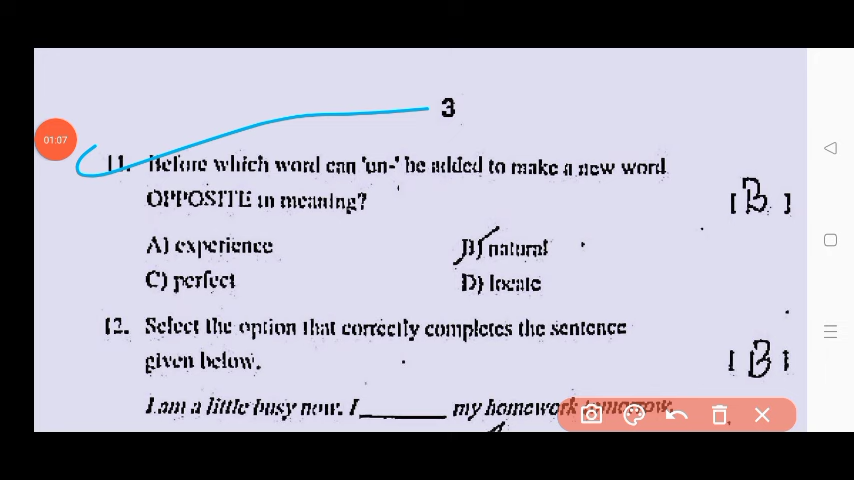 3
01:07
11. Before which word can 'un-' be added to make a new word
OPPOSITE in meaning?
[ B ]
A) experience
B) natural
C) perfect
D) locate
12. Select the option that correctly completes the sentence
given below.
[ B ]
I am a little busy now. I________ my homework tomorrow.